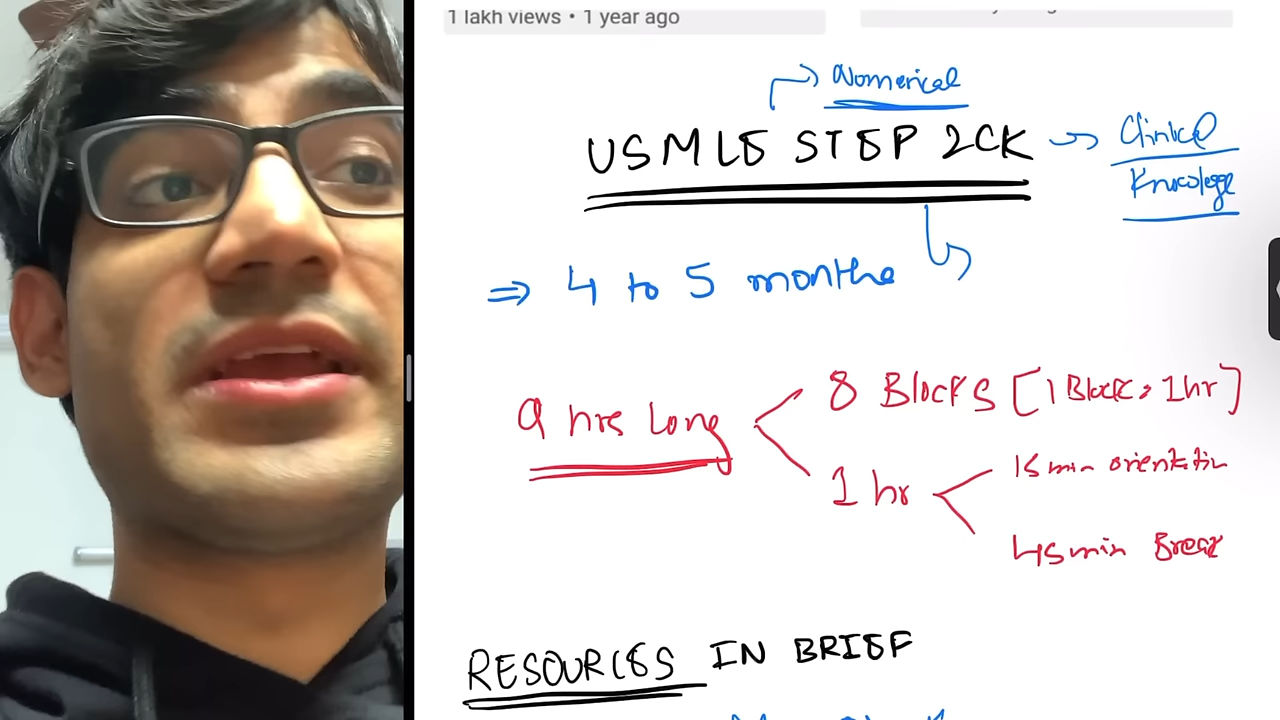 1 lakh views • 1 year ago
Numerical
USMLE STEP 2CK
Clinical
Knowledge
⇒ 4 to 5 months
9 hrs long
8 Blocks [1 Block = 1hr]
1 hr
15 min orientation
45 min Break
RESOURCES IN BRIEF